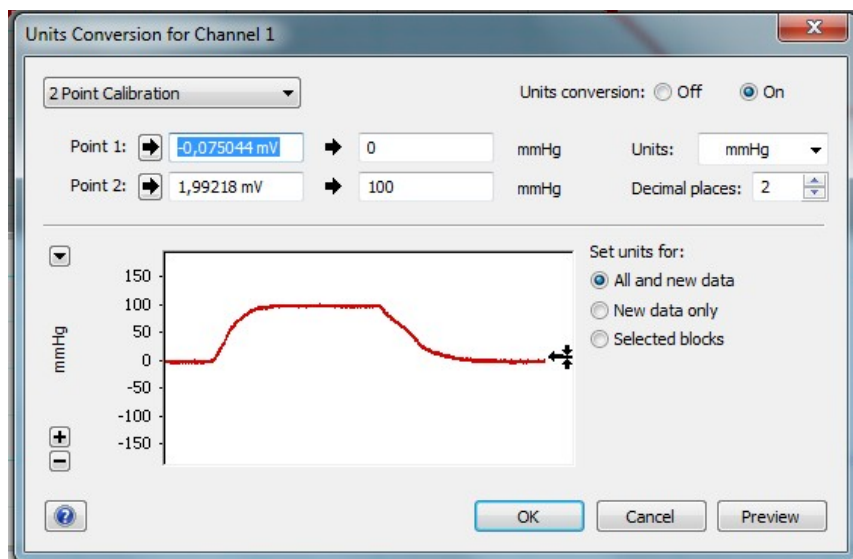 Units Conversion for Channel 1
2 Point Calibration
Units conversion: Off On
Point 1: -0,075044 mV 0 mmHg Units: mmHg
Point 2: 1,99218 mV 100 mmHg Decimal places: 2
Set units for:
All and new data
New data only
Selected blocks
mmHg
150
100
50
0
-50
-100
-150
OK Cancel Preview